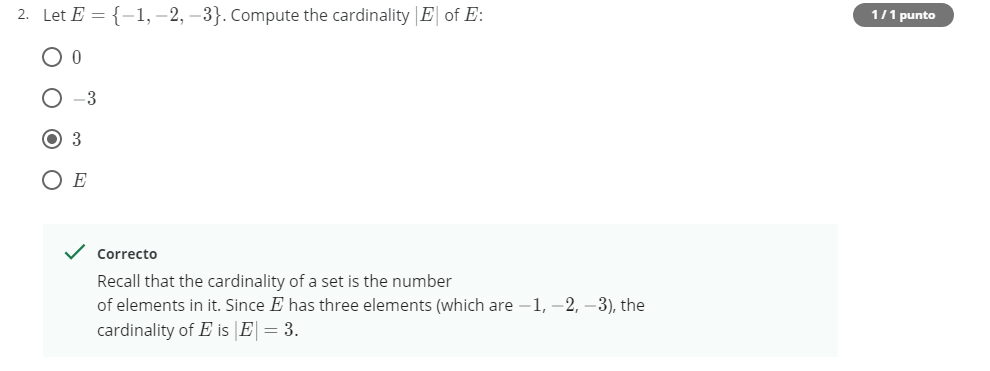 2. Let E = {−1, −2, −3}. Compute the cardinality |E| of E:
1 / 1 punto
0
−3
3
E
Correcto
Recall that the cardinality of a set is the number
of elements in it. Since E has three elements (which are −1, −2, −3), the
cardinality of E is |E| = 3.